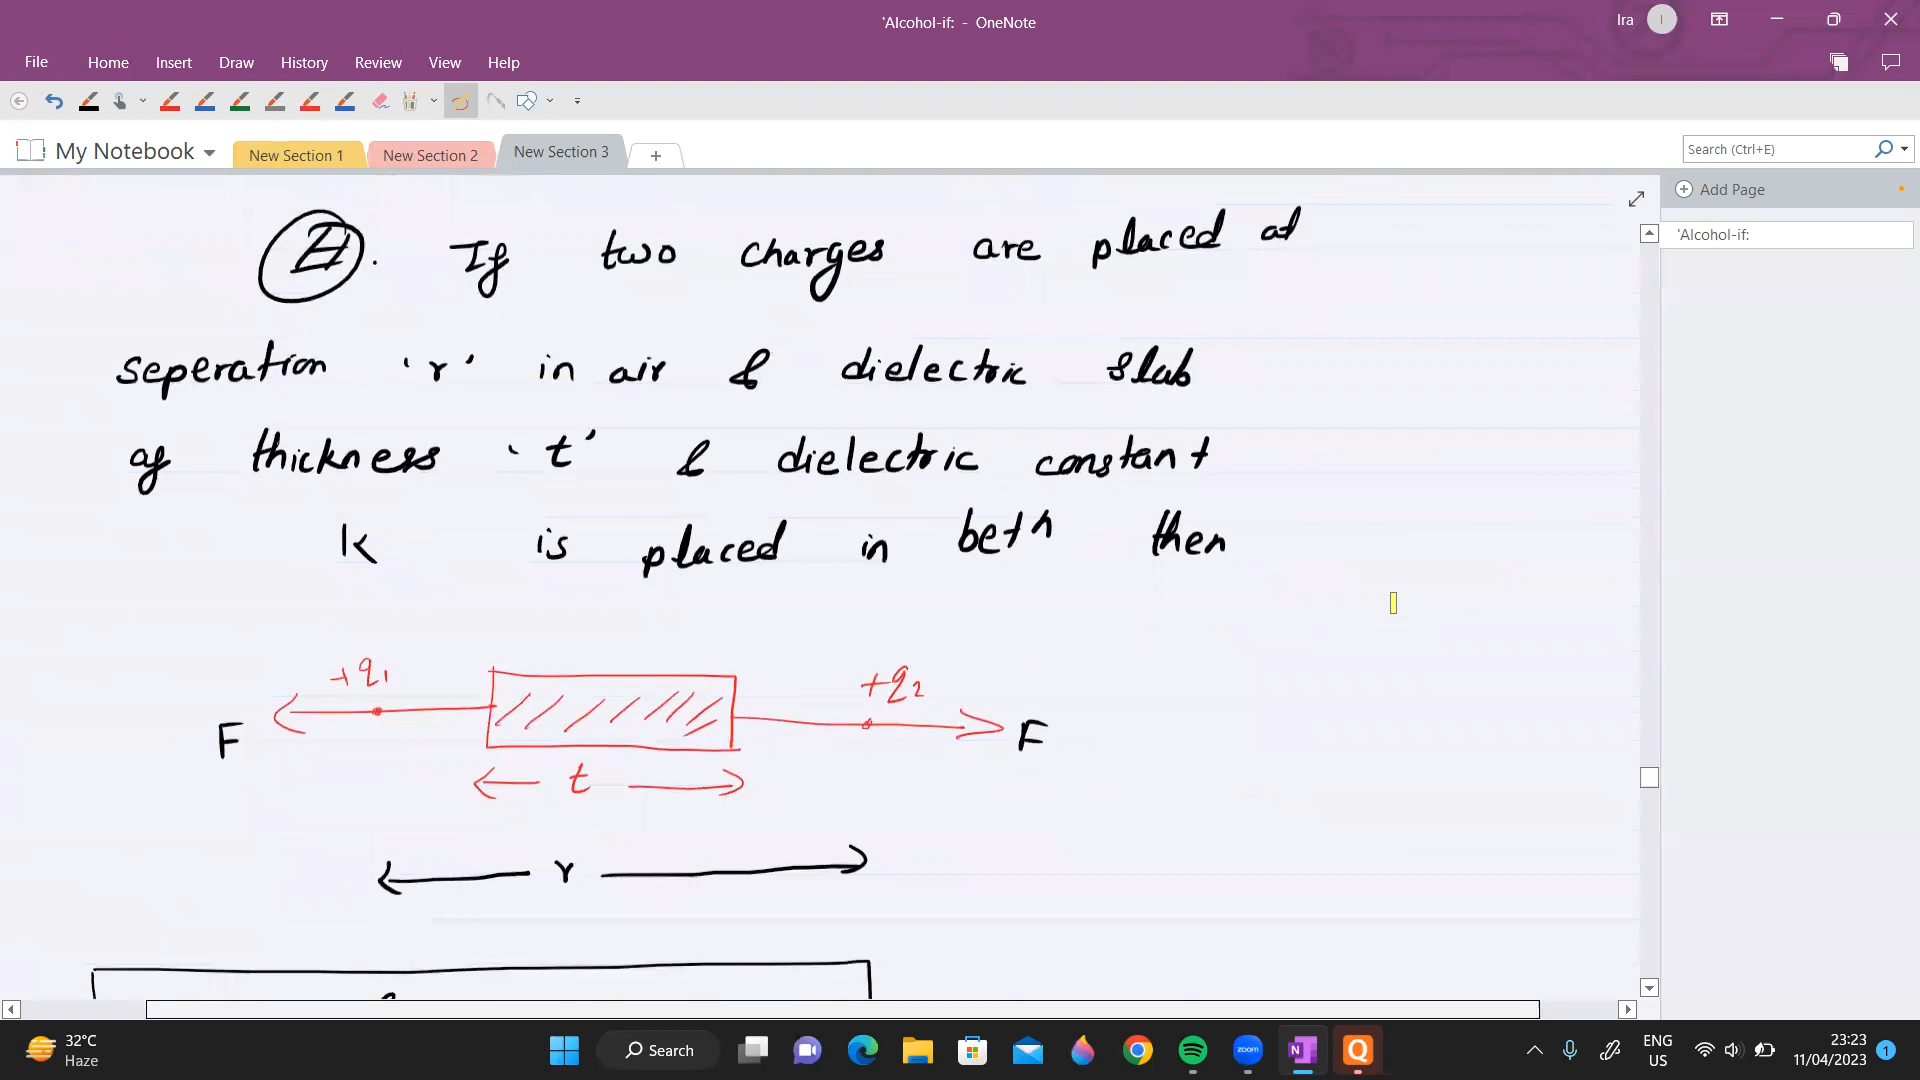 'Alcohol-if: - OneNote
Ira
I
File Home Insert Draw History Review View Help
My Notebook
New Section 1
New Section 2
New Section 3
Search (Ctrl+E)
Add Page
'Alcohol-if:
If two charges are placed at
seperation 'r' in air & dielectric slab
of thickness 't' & dielectric constant
K is placed in betn then
+q1
+q2
F
F
t
r
32°C
Haze
Search
ENG
US
23:23
11/04/2023
1